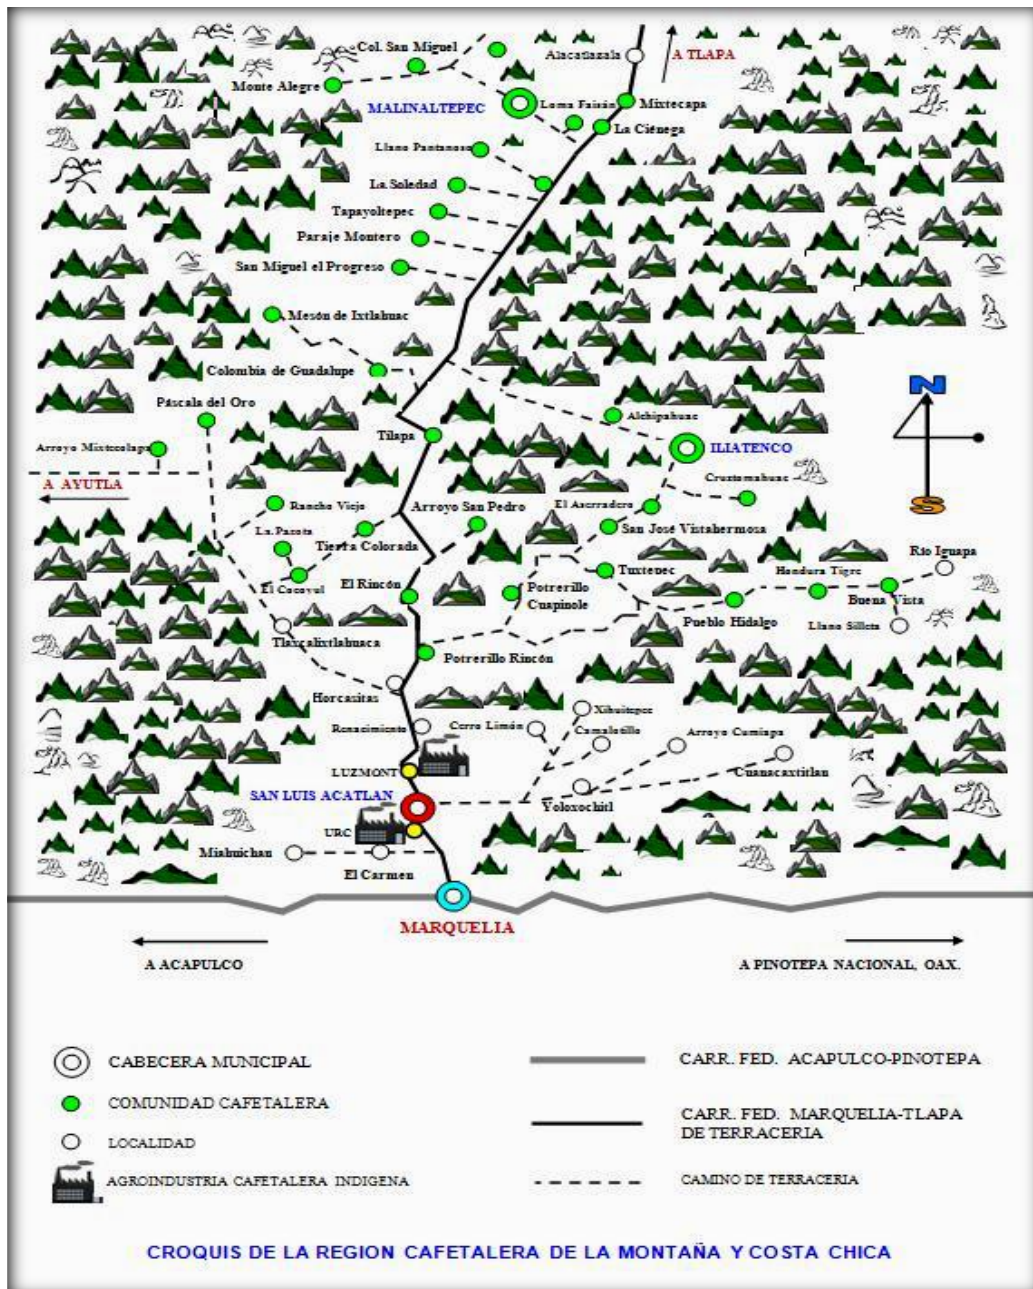 Col. San Miguel
Alacatlazala
A TLAPA
Monte Alegre
MALINALTEPEC
Loma Faisán
Mixtecapa
La Ciénega
Llano Pantanoso
La Soledad
Tapayoltepec
Paraje Montero
San Miguel el Progreso
Mesón de Ixtlahuac
Colombia de Guadalupe
N
Páscala del Oro
Alchipahuac
Arroyo Mixtecolapa
Tilapa
ILIATENCO
A AYUTLA
Cruztomahuac
Rancho Viejo
Arroyo San Pedro
El Aserradero
S
La Parota
Tierra Colorada
San José Vistahermosa
Río Iguapa
El Cocoyul
El Rincón
Potrerillo
Cuapinole
Tuxtepec
Hondura Tigre
Buena Vista
Pueblo Hidalgo
Llano Silleta
Tlaxcalixtlahuaca
Potrerillo Rincón
Horcasitas
Xihuitepec
Renacimiento
Cerro Limón
Camalotillo
Arroyo Cumiapa
LUZMONT
Cuanacaxtitlan
SAN LUIS ACATLAN
Yoloxochitl
URC
Miahuichan
El Carmen
MARQUELIA
A ACAPULCO
A PINOTEPA NACIONAL, OAX.
CABECERA MUNICIPAL
CARR. FED. ACAPULCO-PINOTEPA
COMUNIDAD CAFETALERA
CARR. FED. MARQUELIA-TLAPA
DE TERRACERIA
LOCALIDAD
AGROINDUSTRIA CAFETALERA INDIGENA
CAMINO DE TERRACERIA
CROQUIS DE LA REGION CAFETALERA DE LA MONTAÑA Y COSTA CHICA